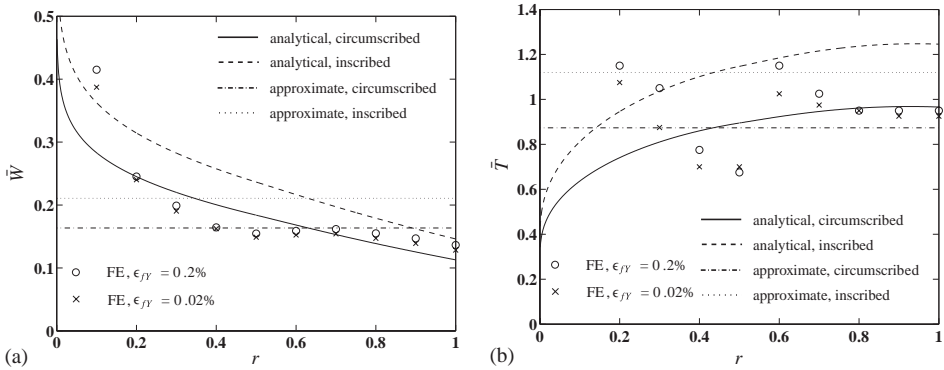 0.5
0.4
0.3
0.2
0.1
0
W̄
0
0.2
0.4
0.6
0.8
1
r
analytical, circumscribed
analytical, inscribed
approximate, circumscribed
approximate, inscribed
FE, ϵfY = 0.2%
FE, ϵfY = 0.02%
(a)
1.4
1.2
1
0.8
0.6
0.4
0.2
0
T̄
0
0.2
0.4
0.6
0.8
1
r
analytical, circumscribed
analytical, inscribed
approximate, circumscribed
approximate, inscribed
FE, ϵfY = 0.2%
FE, ϵfY = 0.02%
(b)